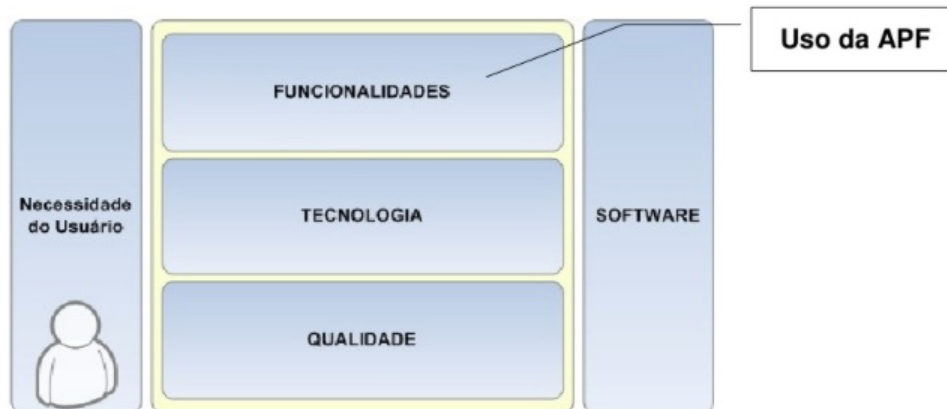 Uso da APF
FUNCIONALIDADES
Necessidade
do Usuário
TECNOLOGIA
SOFTWARE
QUALIDADE